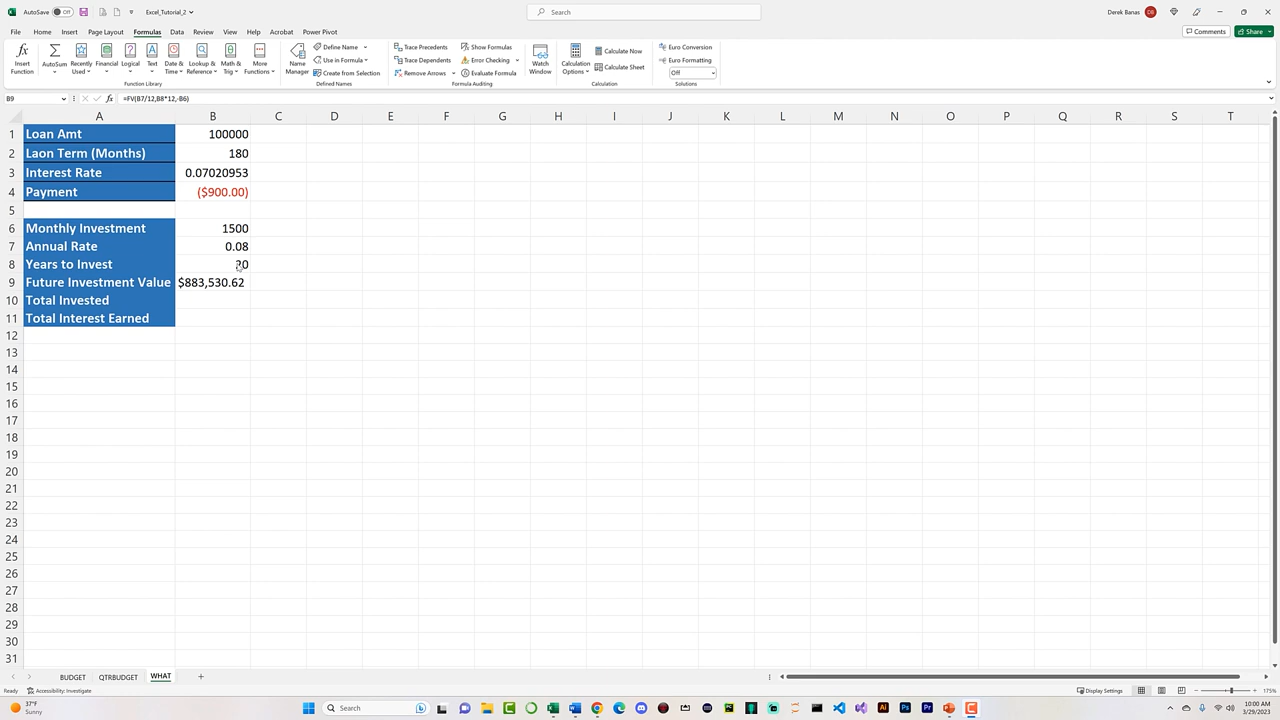 AutoSave Off Excel_Tutorial_2 Search Derek Banas DB
File Home Insert Page Layout Formulas Data Review View Help Acrobat Power Pivot Comments Share
Insert Function
AutoSum
Recently Used
Financial
Logical
Text
Date & Time
Lookup & Reference
Math & Trig
More Functions
Function Library
Name Manager
Define Name
Use in Formula
Create from Selection
Defined Names
Trace Precedents
Trace Dependents
Remove Arrows
Show Formulas
Error Checking
Evaluate Formula
Formula Auditing
Watch Window
Calculation Options
Calculate Now
Calculate Sheet
Calculation
Euro Conversion
Euro Formatting
Off
Solutions
B9 fx =FV(B7/12,B8*12,-B6)
A B C D E F G H I J K L M N O P Q R S T
1 Loan Amt 100000
2 Laon Term (Months) 180
3 Interest Rate 0.07020953
4 Payment ($900.00)
5
6 Monthly Investment 1500
7 Annual Rate 0.08
8 Years to Invest 20
9 Future Investment Value $883,530.62
10 Total Invested
11 Total Interest Earned
12
13
14
15
16
17
18
19
20
21
22
23
24
25
26
27
28
29
30
31
BUDGET QTRBUDGET WHAT
Ready Accessibility: Investigate Display Settings 175%
37°F
Sunny
Search
10:00 AM
3/29/2023